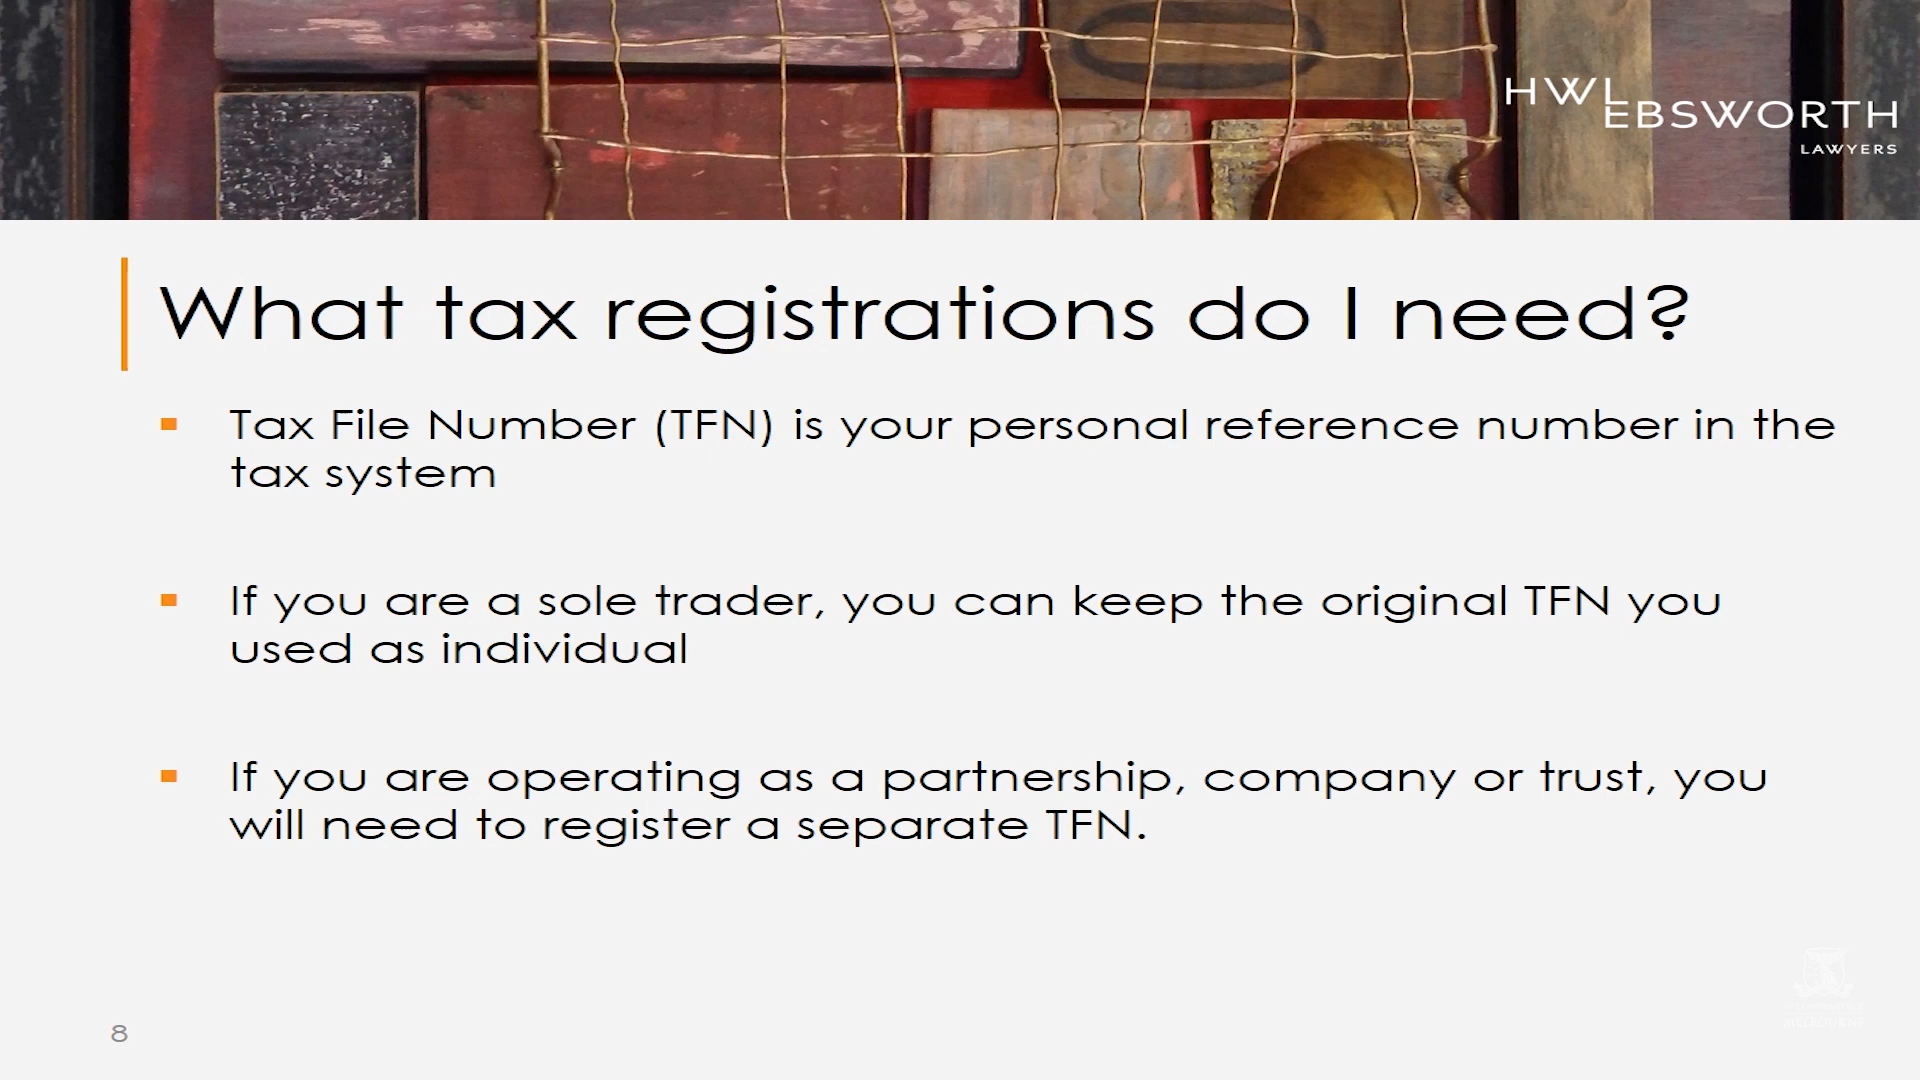 HWL
EBSWORTH
LAWYERS
What tax registrations do I need?
Tax File Number (TFN) is your personal reference number in the
tax system
If you are a sole trader, you can keep the original TFN you
used as individual
If you are operating as a partnership, company or trust, you
will need to register a separate TFN.
8